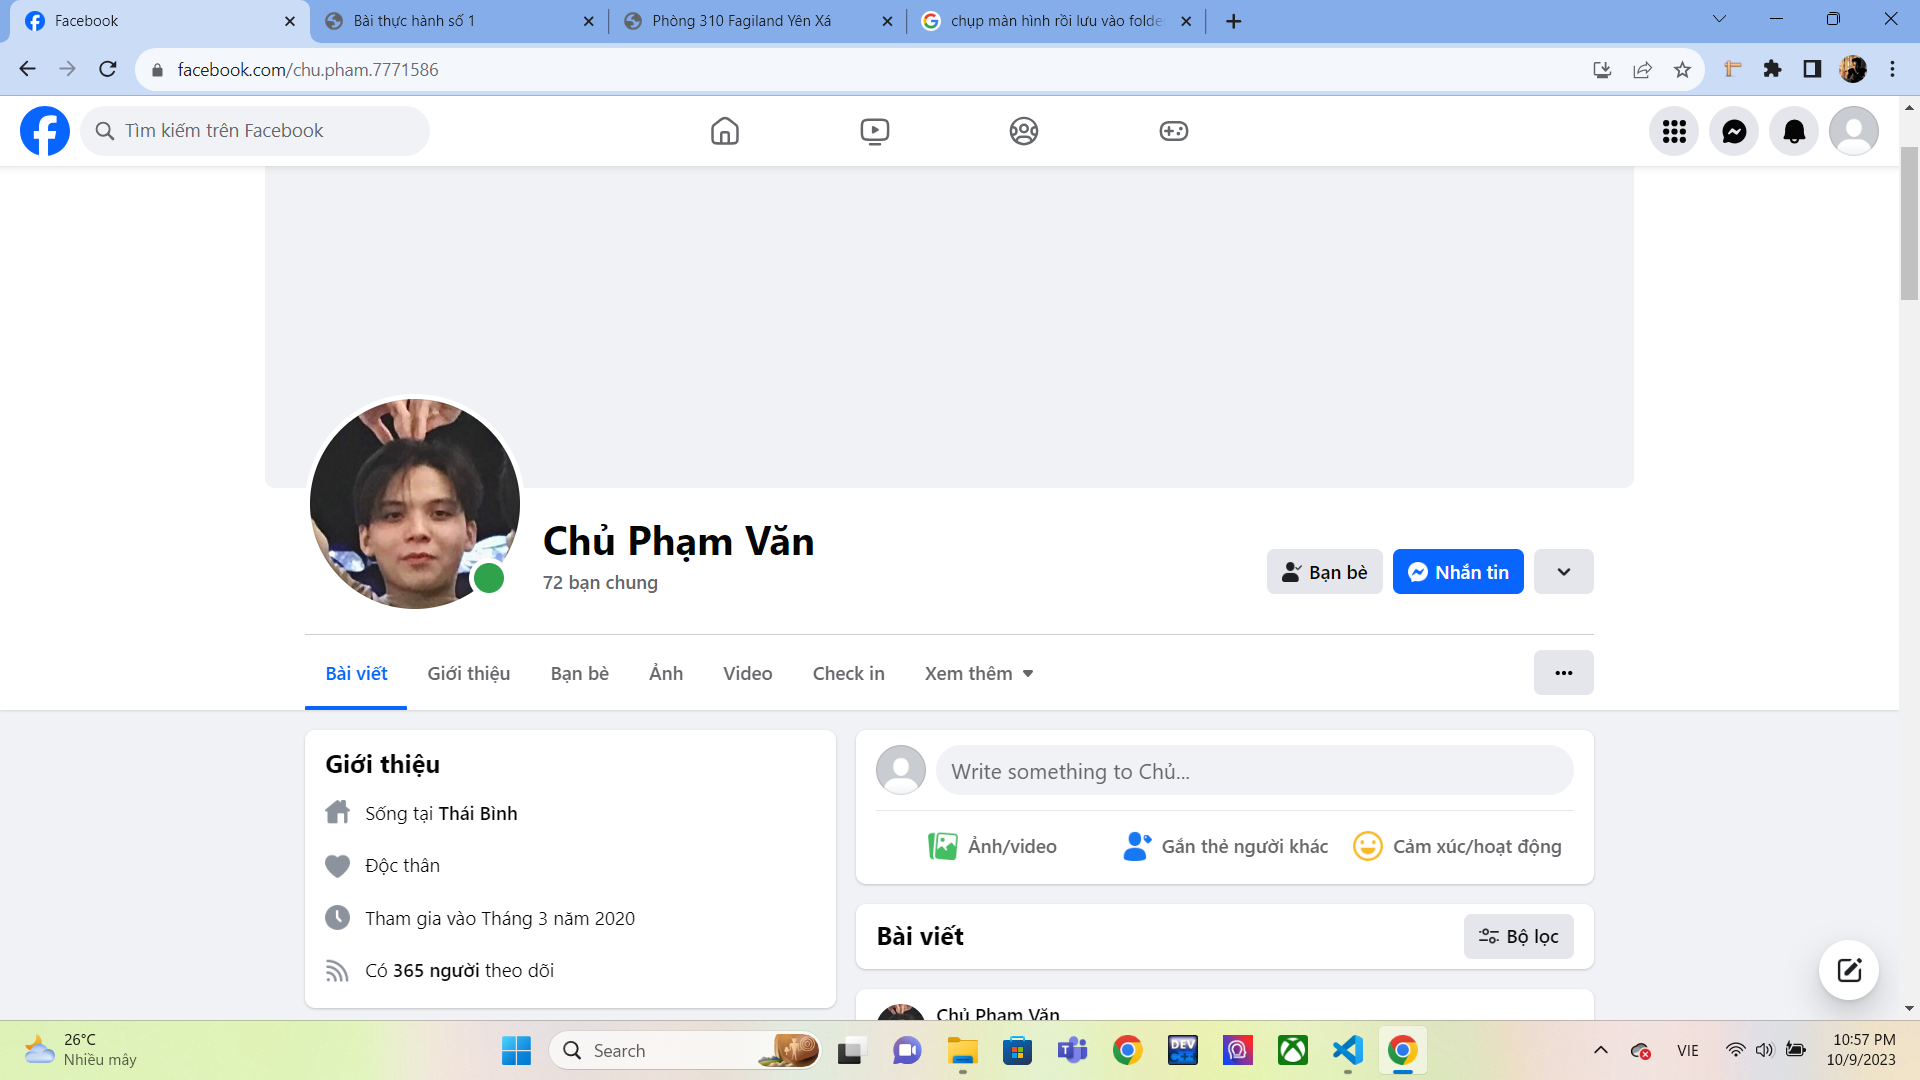 Facebook
Bài thực hành số 1
Phòng 310 Fagiland Yên Xá
chụp màn hình rồi lưu vào folde
facebook.com/chu.pham.7771586
Tìm kiếm trên Facebook
Chủ Phạm Văn
72 bạn chung
Bạn bè
Nhắn tin
Bài viết
Giới thiệu
Bạn bè
Ảnh
Video
Check in
Xem thêm
Giới thiệu
Sống tại Thái Bình
Độc thân
Tham gia vào Tháng 3 năm 2020
Có 365 người theo dõi
Write something to Chủ...
Ảnh/video
Gắn thẻ người khác
Cảm xúc/hoạt động
Bài viết
Bộ lọc
Chủ Phạm Văn
26°C
Nhiều mây
Search
DEV
VIE
10:57 PM
10/9/2023